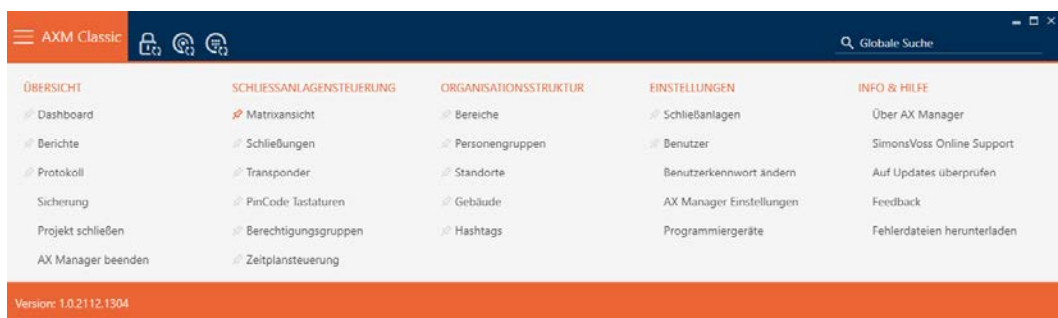 AXM Classic
Globale Suche
ÜBERSICHT
Dashboard
Berichte
Protokoll
Sicherung
Projekt schließen
AX Manager beenden
SCHLIESSANLAGENSTEUERUNG
Matrixansicht
Schließungen
Transponder
PinCode Tastaturen
Berechtigungsgruppen
Zeitplansteuerung
ORGANISATIONSSTRUKTUR
Bereiche
Personengruppen
Standorte
Gebäude
Hashtags
EINSTELLUNGEN
Schließanlagen
Benutzer
Benutzerkennwort ändern
AX Manager Einstellungen
Programmiergeräte
INFO & HILFE
Über AX Manager
SimonsVoss Online Support
Auf Updates überprüfen
Feedback
Fehlerdateien herunterladen
Version: 1.0.2112.1304